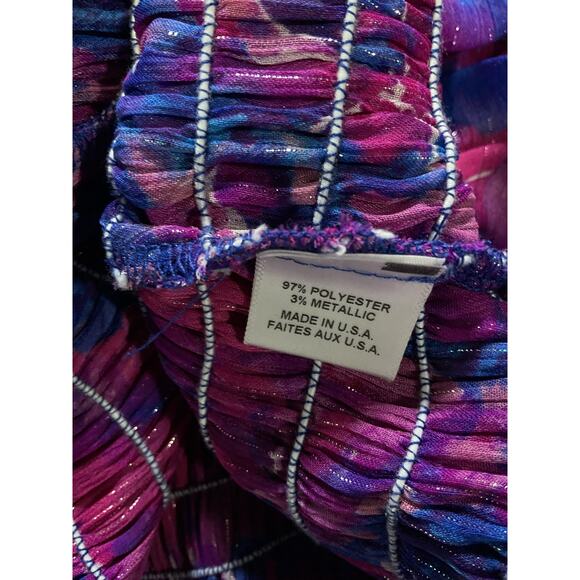 97% POLYESTER
3% METALLIC
MADE IN U.S.A.
FAITES AUX U.S.A.